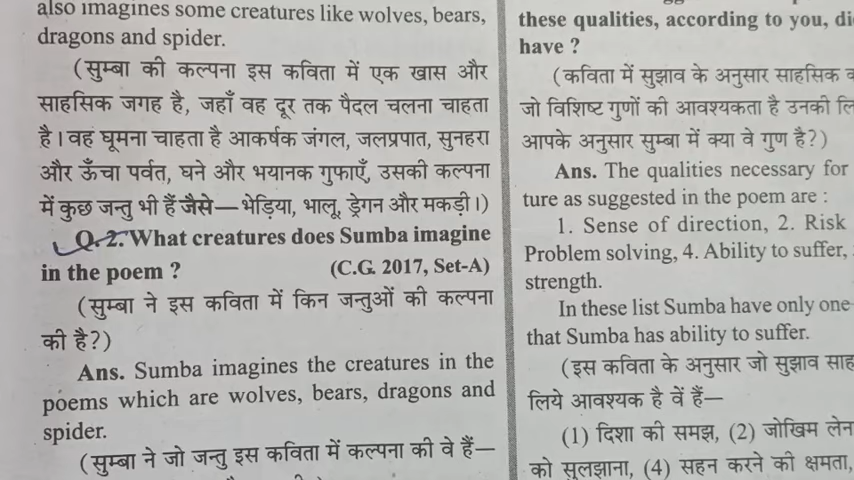 also imagines some creatures like wolves, bears,
dragons and spider.
(सुम्बा की कल्पना इस कविता में एक खास और
साहसिक जगह है, जहाँ वह दूर तक पैदल चलना चाहता
है। वह घूमना चाहता है आकर्षक जंगल, जलप्रपात, सुनहरा
और ऊँचा पर्वत, घने और भयानक गुफाएँ, उसकी कल्पना
में कुछ जन्तु भी हैं जैसे—भेड़िया, भालू, ड्रेगन और मकड़ी।)
Q. 2. What creatures does Sumba imagine
in the poem ? (C.G. 2017, Set-A)
(सुम्बा ने इस कविता में किन जन्तुओं की कल्पना
की है?)
Ans. Sumba imagines the creatures in the
poems which are wolves, bears, dragons and
spider.
(सुम्बा ने जो जन्तु इस कविता में कल्पना की वे हैं—
these qualities, according to you, di
have ?
(कविता में सुझाव के अनुसार साहसिक
जो विशिष्ट गुणों की आवश्यकता है उनकी
आपके अनुसार सुम्बा में क्या वे गुण है?)
Ans. The qualities necessary for
ture as suggested in the poem are :
1. Sense of direction, 2. Risk
Problem solving, 4. Ability to suffer,
strength.
In these list Sumba have only one
that Sumba has ability to suffer.
(इस कविता के अनुसार जो सुझाव
लिये आवश्यक है वें हैं—
(1) दिशा की समझ, (2) जोखिम लेन
को सुलझाना, (4) सहन करने की क्षमता,